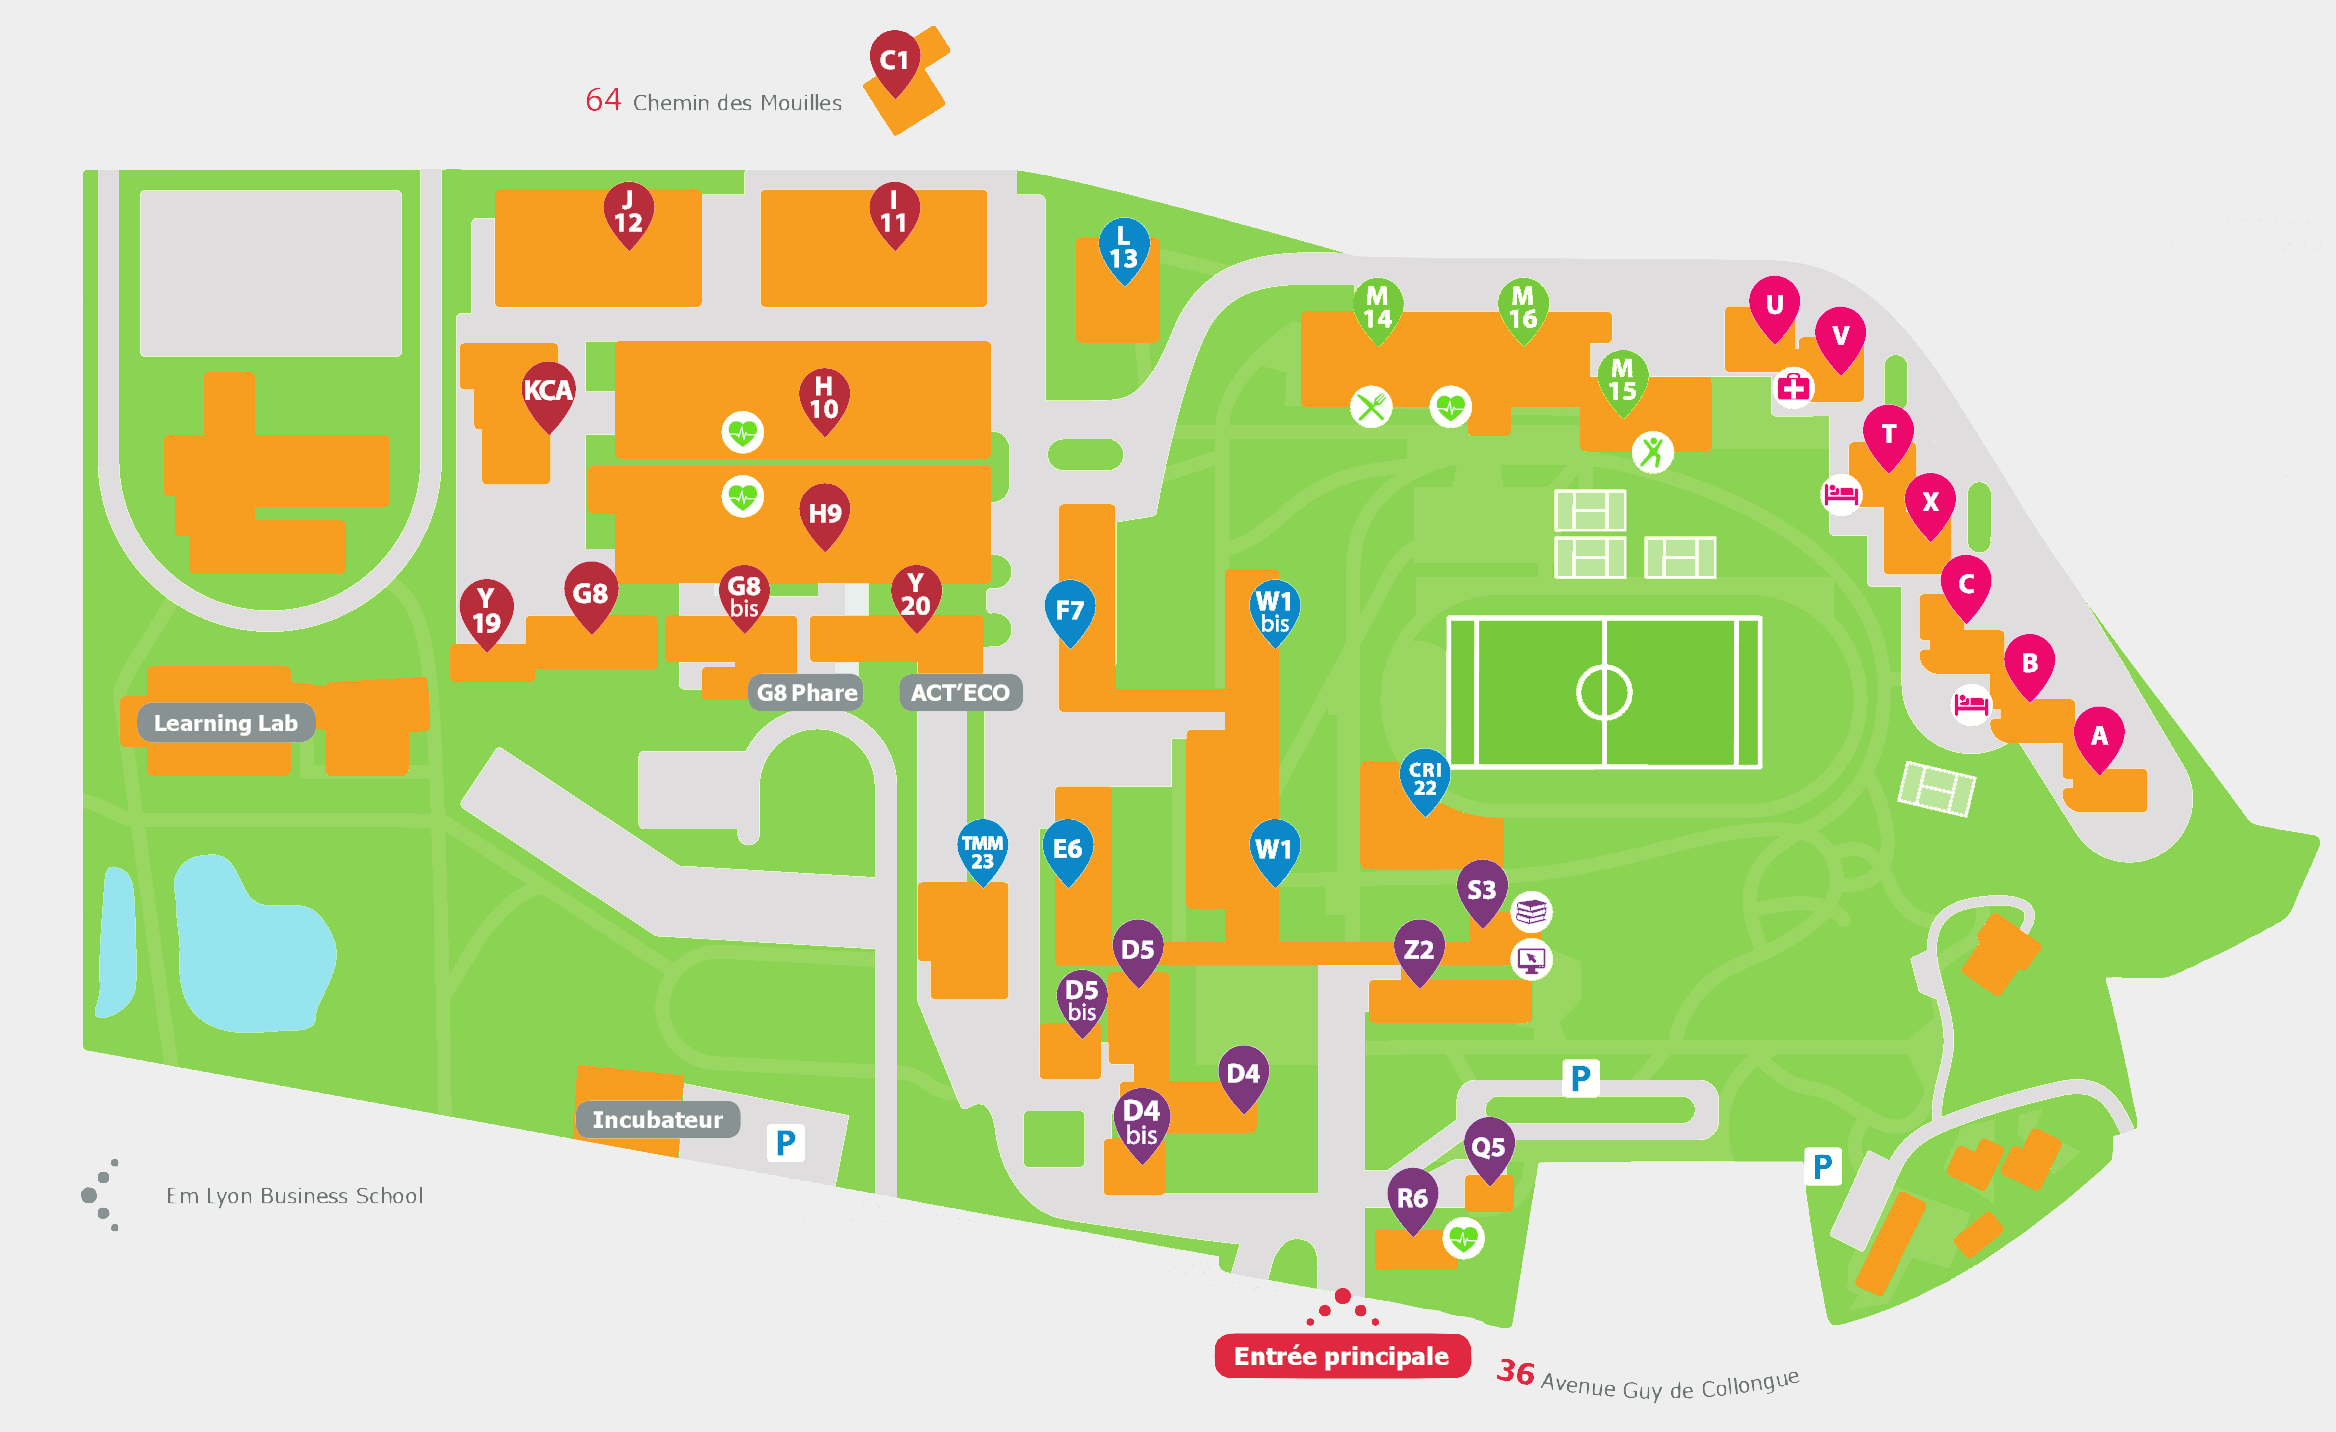 C1
64 Chemin des Mouilles
J
12
I
11
L
13
M
14
M
16
U
V
M
15
KCA
H
10
T
X
H9
C
Y
19
G8
G8
bis
Y
20
F7
W1
bis
B
A
G8 Phare
ACT’ECO
Learning Lab
CRI
22
TMM
23
E6
W1
S3
D5
Z2
D5
bis
D4
P
Incubateur
D4
bis
P
Q5
P
R6
Em Lyon Business School
Entrée principale
36 Avenue Guy de Collongue